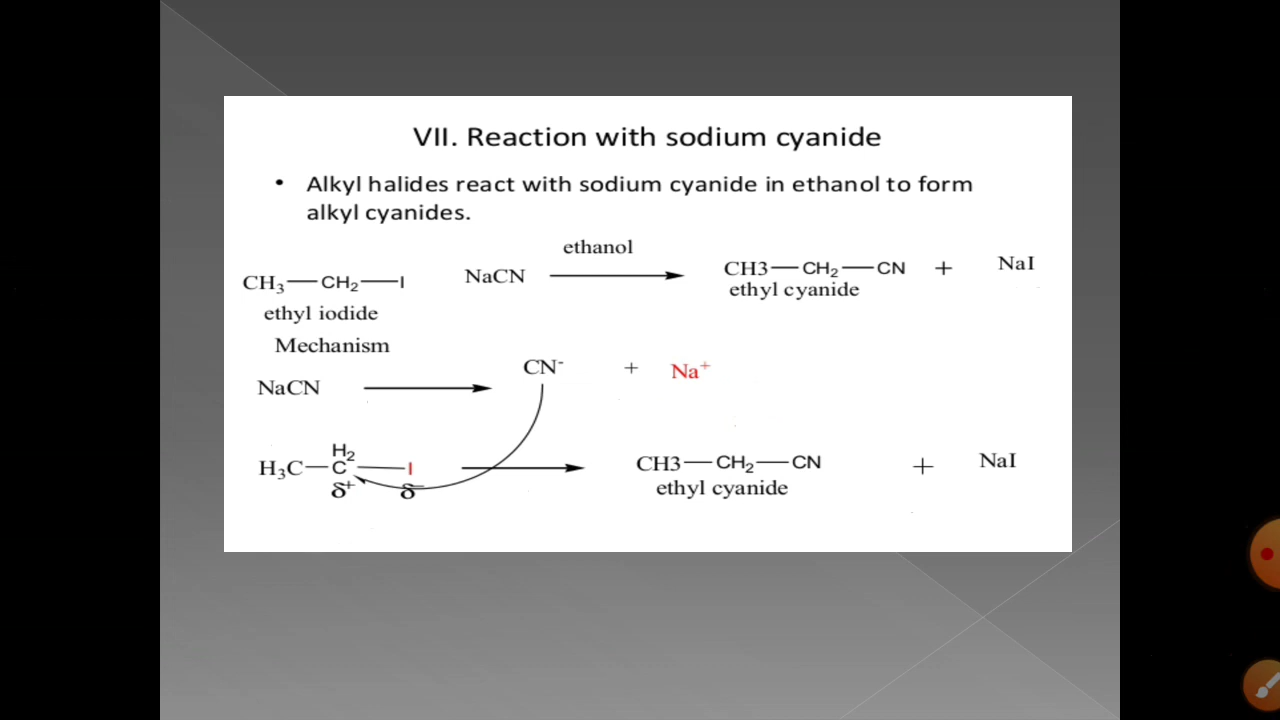 VII. Reaction with sodium cyanide
• Alkyl halides react with sodium cyanide in ethanol to form
alkyl cyanides.
ethanol
CH₃—CH₂—I NaCN CH3—CH₂—CN + NaI
ethyl iodide ethyl cyanide
Mechanism
NaCN CN⁻ + Na⁺
H₂
H₃C—C—I CH3—CH₂—CN + NaI
δ⁺ δ⁻ ethyl cyanide